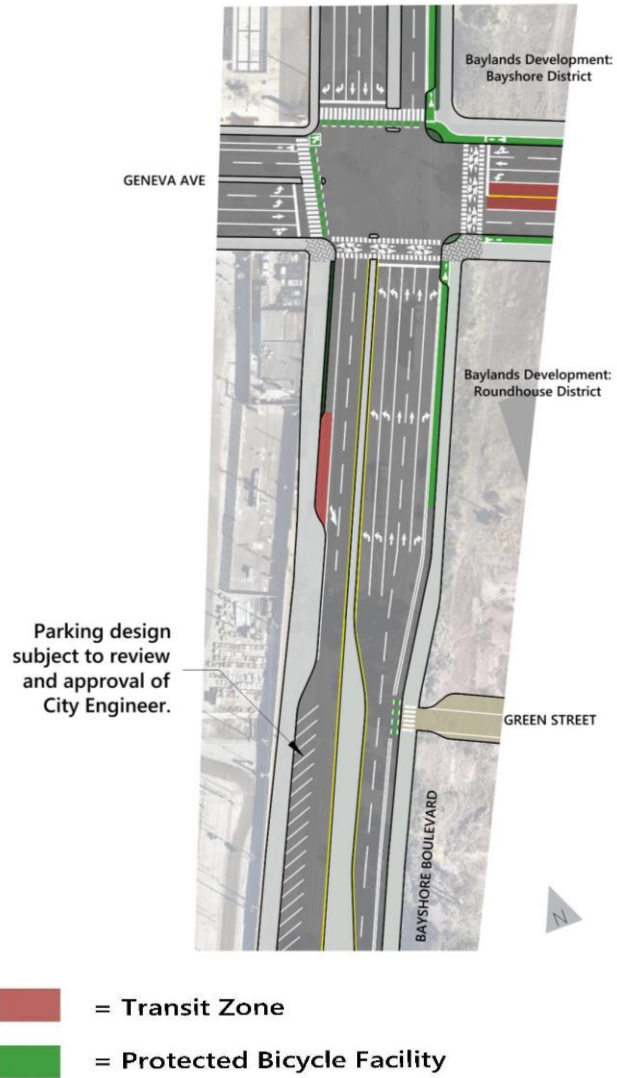 Baylands Development:
Bayshore District
GENEVA AVE
Baylands Development:
Roundhouse District
Parking design
subject to review
and approval of
City Engineer.
GREEN STREET
BAYSHORE BOULEVARD
N
= Transit Zone
= Protected Bicycle Facility